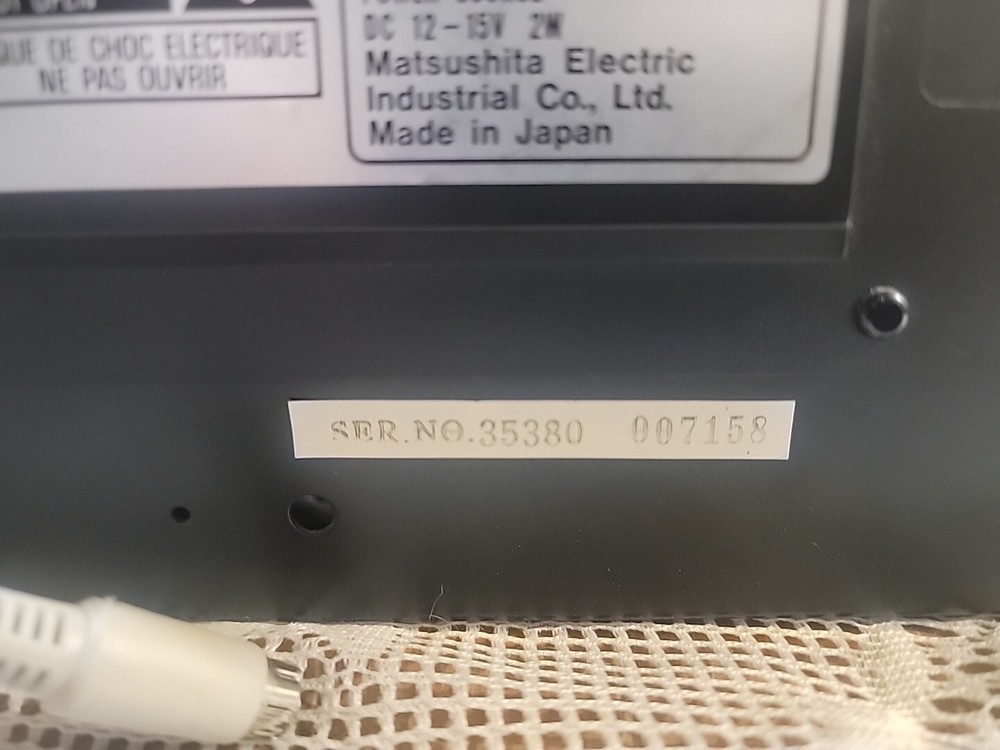 OPEN
QUE DE CHOC ELECTRIQUE
NE PAS OUVRIR
DC 12-15V 2W
Matsushita Electric
Industrial Co., Ltd.
Made in Japan
SER.NO.35380 007158